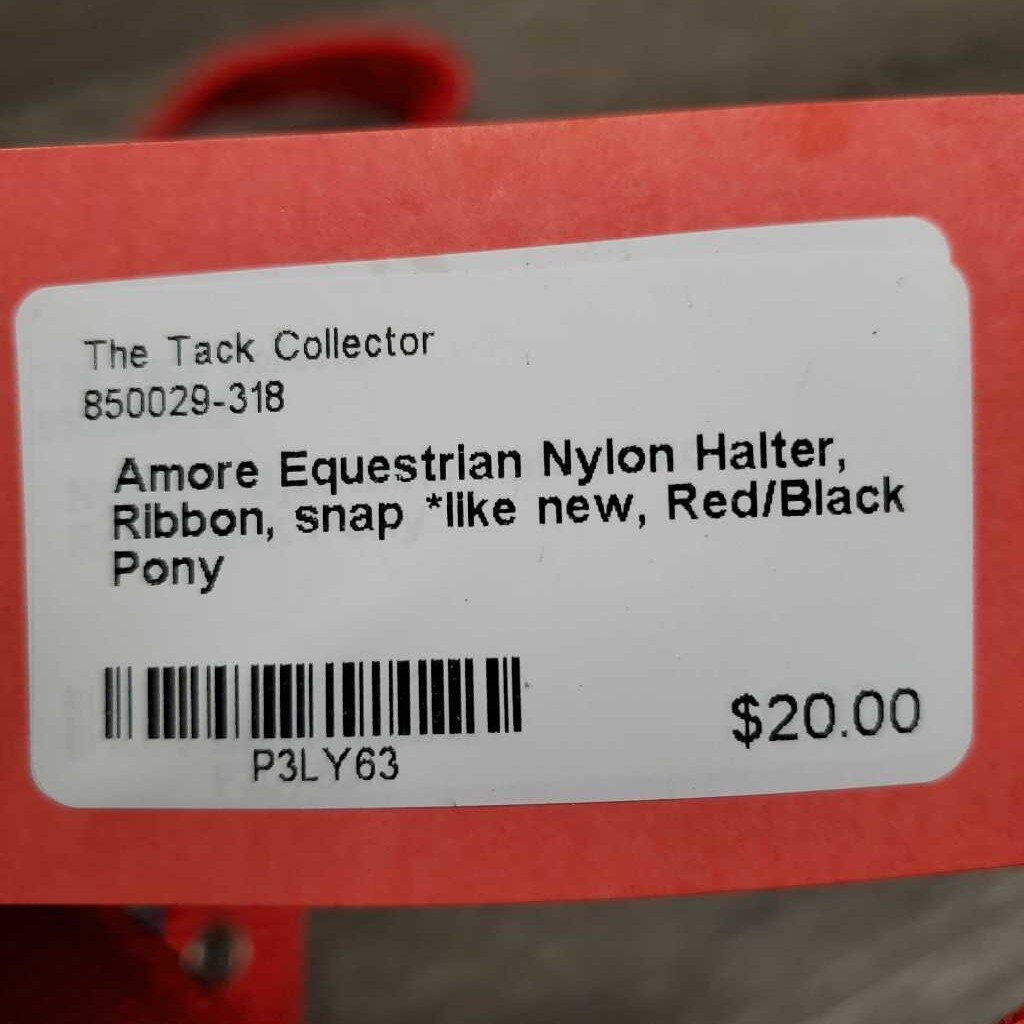 The Tack Collector
850029-318
Amore Equestrian Nylon Halter,
Ribbon, snap *like new, Red/Black
Pony
P3LY63
$20.00